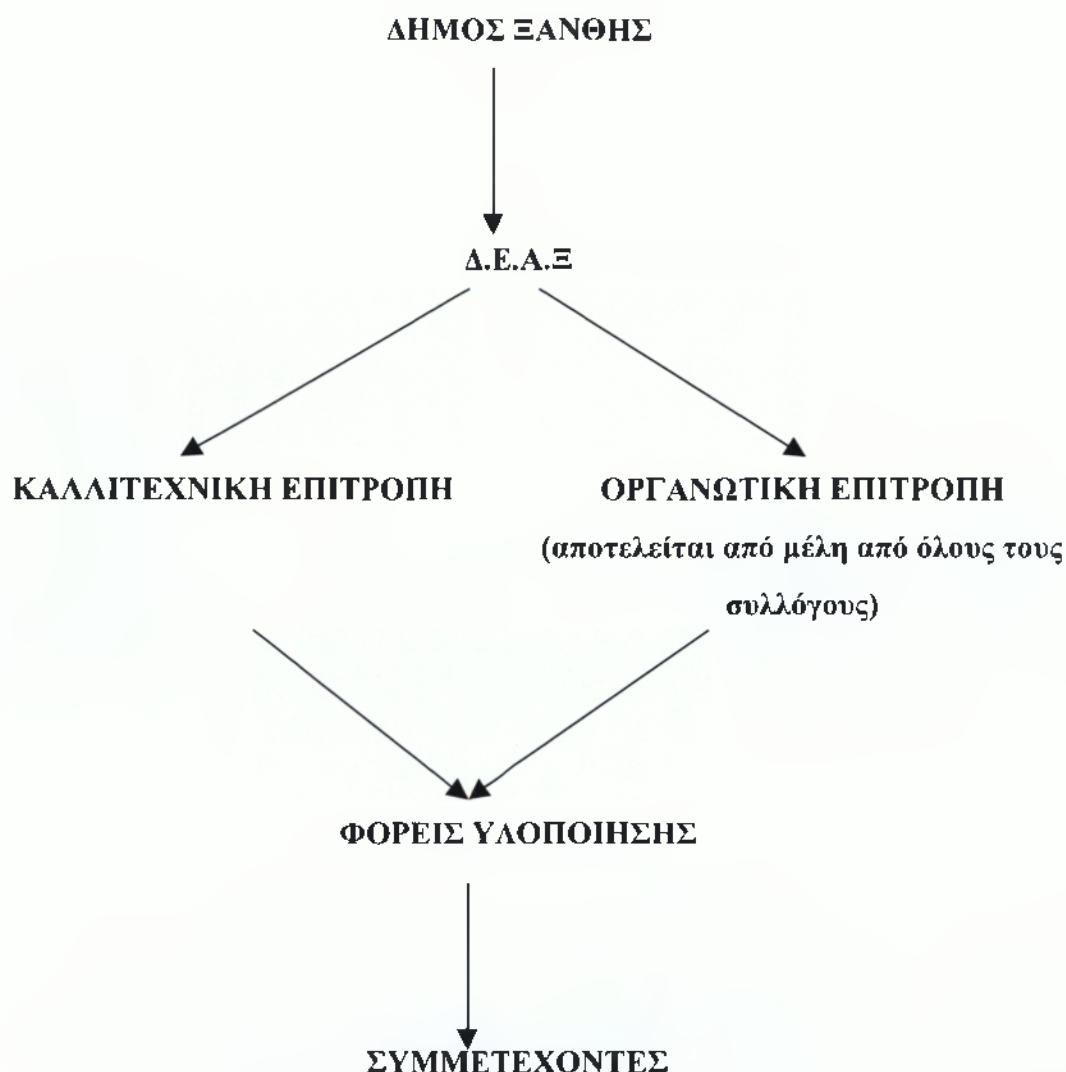 ΔΗΜΟΣ ΞΑΝΘΗΣ
Δ.Ε.Α.Ξ
ΚΑΛΛΙΤΕΧΝΙΚΗ ΕΠΙΤΡΟΠΗ
ΟΡΓΑΝΩΤΙΚΗ ΕΠΙΤΡΟΠΗ
(αποτελείται από μέλη από όλους τους
συλλόγους)
ΦΟΡΕΙΣ ΥΛΟΠΟΙΗΣΗΣ
ΣΥΜΜΕΤΕΧΟΝΤΕΣ